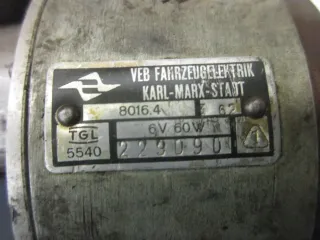 VEB FAHRZEUGELEKTRIK
KARL-MARX-STADT
8016.4 62
TGL 6V 60W
5540 229090